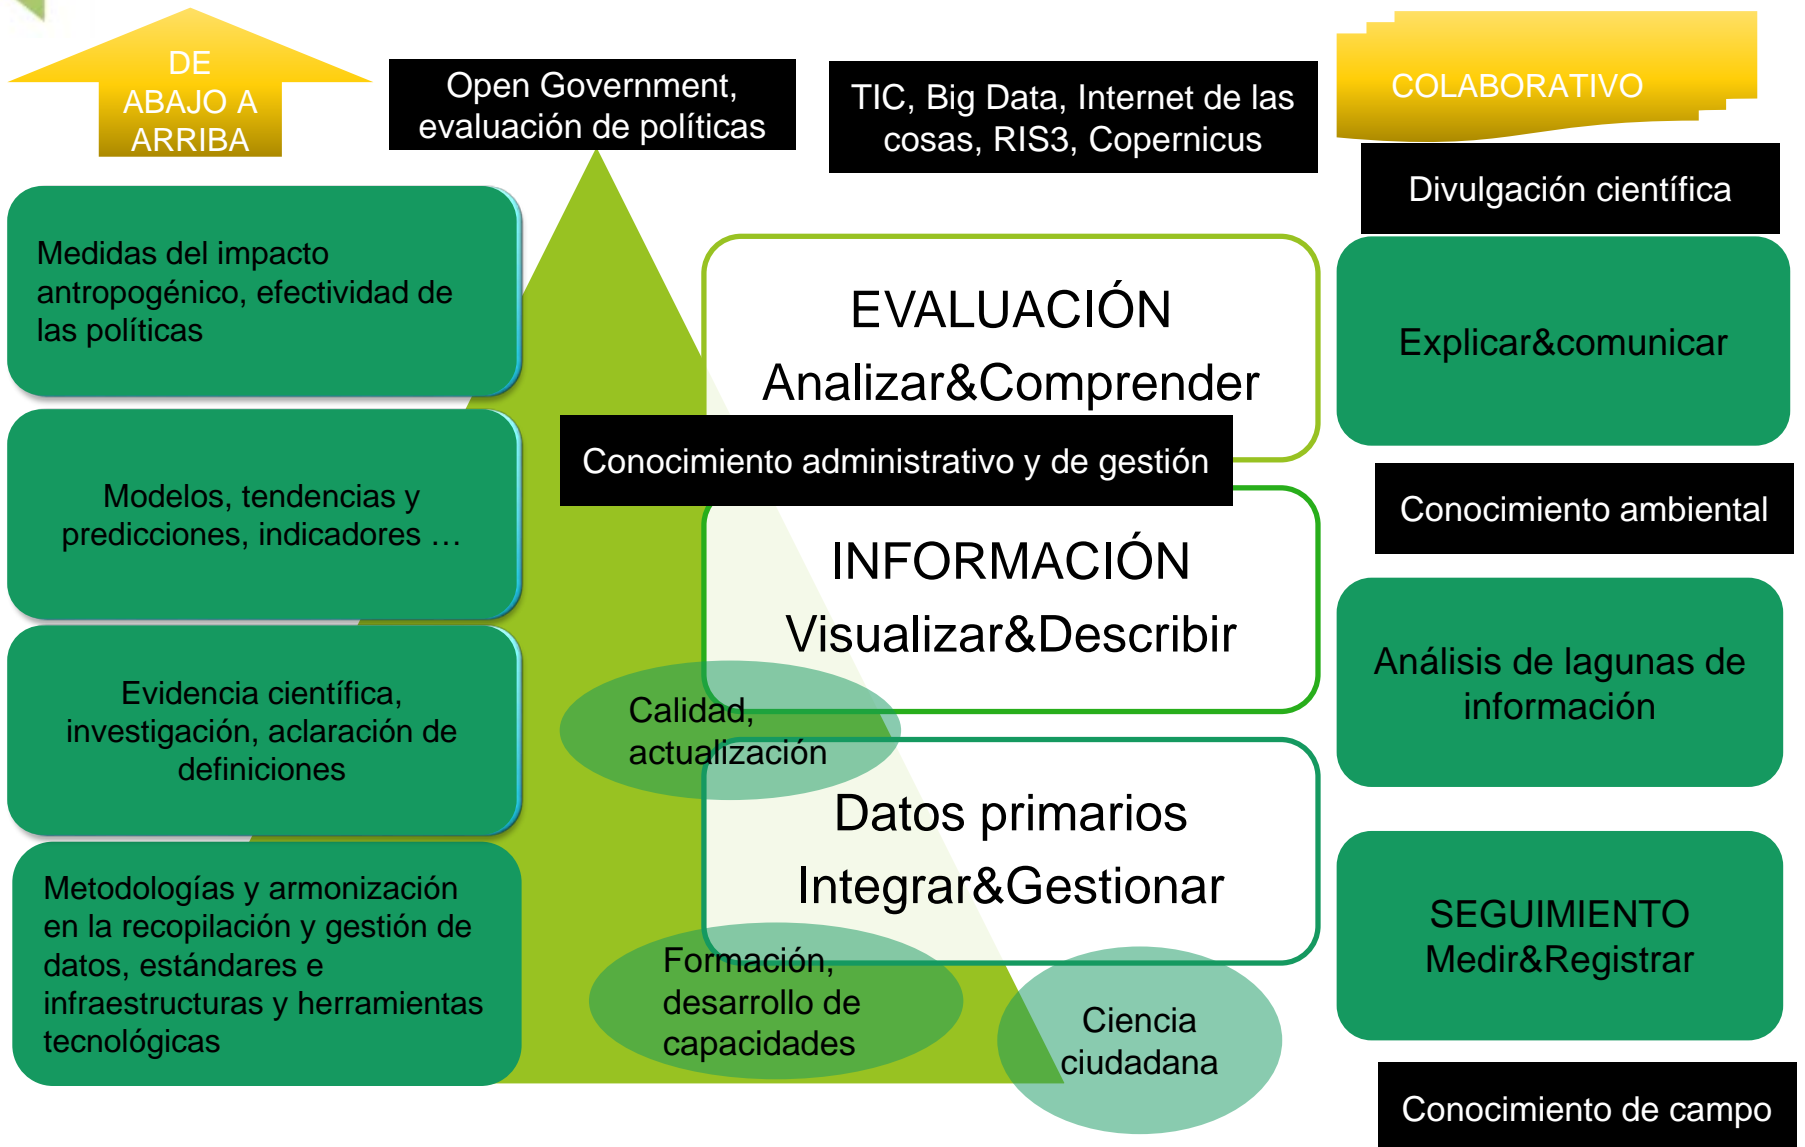 DE
ABAJO A
ARRIBA
Open Government,
evaluación de políticas
TIC, Big Data, Internet de las
cosas, RIS3, Copernicus
COLABORATIVO
Divulgación científica
Medidas del impacto
antropogénico, efectividad de
las políticas
EVALUACIÓN
Analizar&Comprender
Explicar&comunicar
Conocimiento administrativo y de gestión
Modelos, tendencias y
predicciones, indicadores …
Conocimiento ambiental
INFORMACIÓN
Visualizar&Describir
Evidencia científica,
investigación, aclaración de
definiciones
Calidad,
actualización
Análisis de lagunas de
información
Datos primarios
Integrar&Gestionar
Metodologías y armonización
en la recopilación y gestión de
datos, estándares e
infraestructuras y herramientas
tecnológicas
Formación,
desarrollo de
capacidades
Ciencia
ciudadana
SEGUIMIENTO
Medir&Registrar
Conocimiento de campo